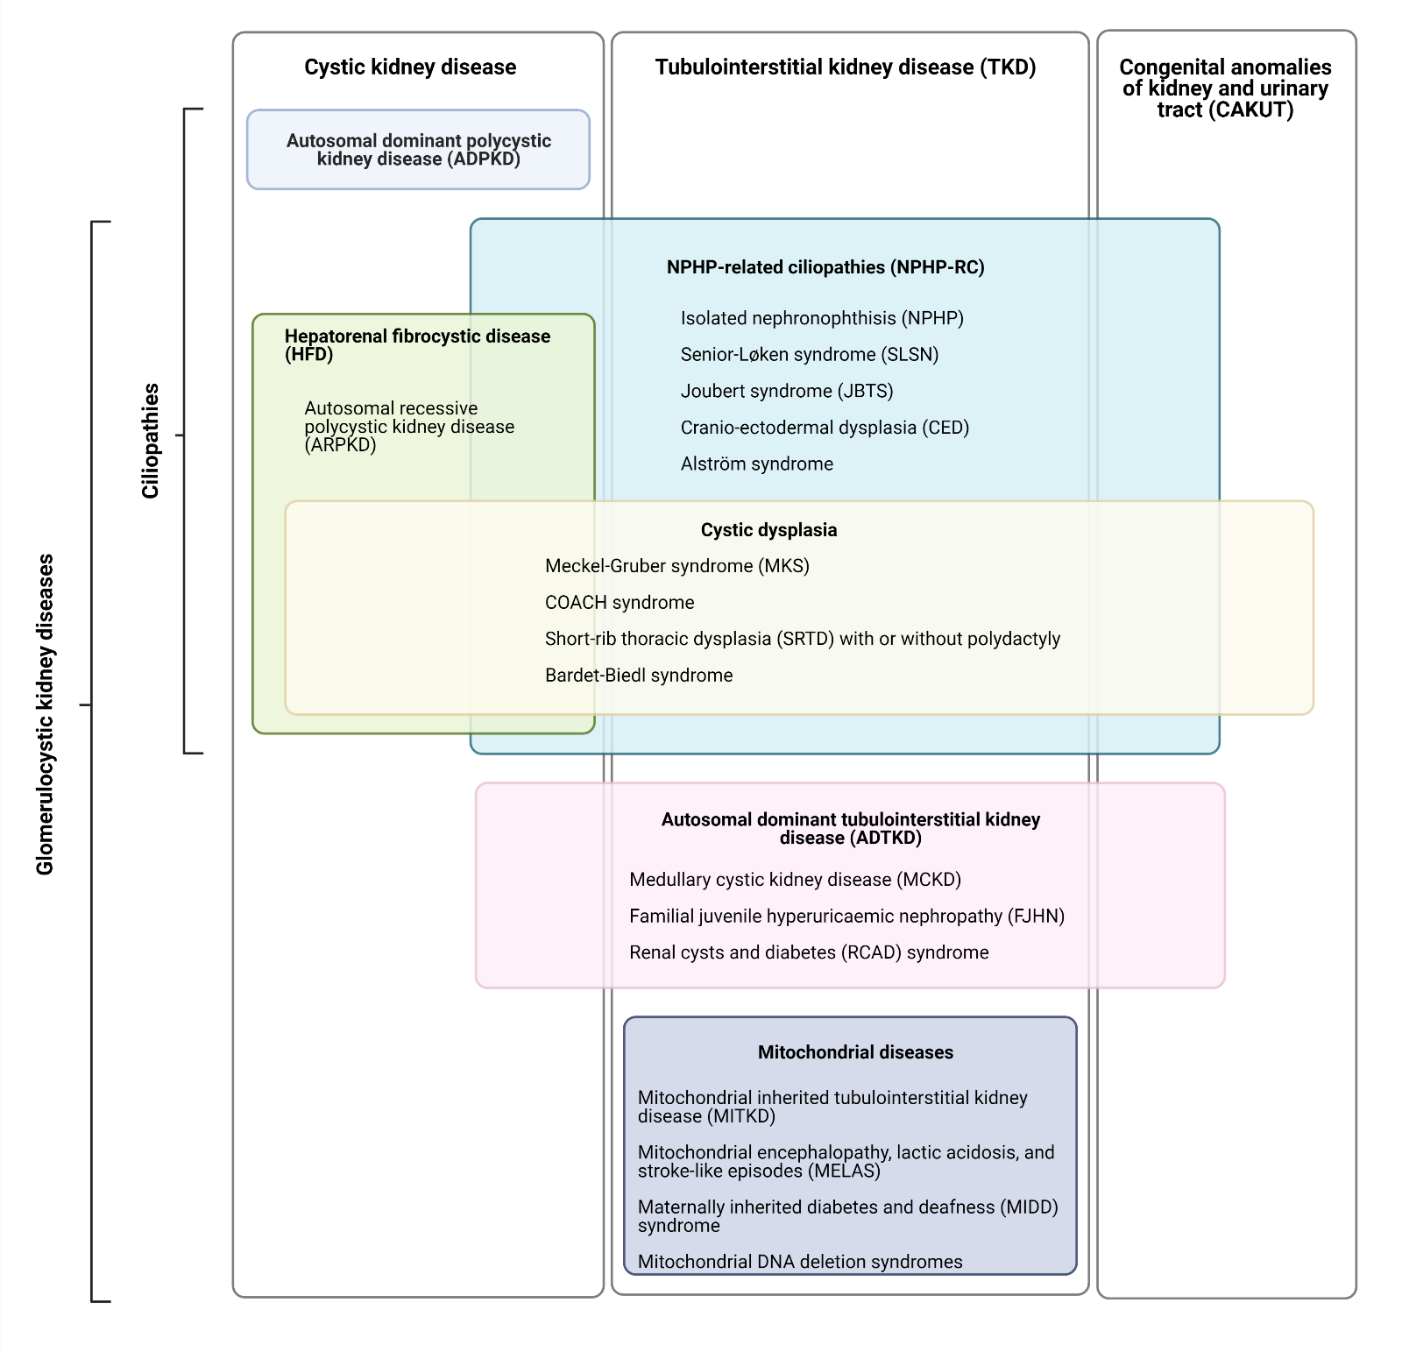 Cystic kidney disease
Tubulointerstitial kidney disease (TKD)
Congenital anomalies
of kidney and urinary
tract (CAKUT)
Autosomal dominant polycystic
kidney disease (ADPKD)
NPHP-related ciliopathies (NPHP-RC)
Isolated nephronophthisis (NPHP)
Senior-Løken syndrome (SLSN)
Joubert syndrome (JBTS)
Cranio-ectodermal dysplasia (CED)
Alström syndrome
Hepatorenal fibrocystic disease
(HFD)
Autosomal recessive
polycystic kidney disease
(ARPKD)
Ciliopathies
Cystic dysplasia
Meckel-Gruber syndrome (MKS)
COACH syndrome
Short-rib thoracic dysplasia (SRTD) with or without polydactyly
Bardet-Biedl syndrome
Glomerulocystic kidney diseases
Autosomal dominant tubulointerstitial kidney
disease (ADTKD)
Medullary cystic kidney disease (MCKD)
Familial juvenile hyperuricaemic nephropathy (FJHN)
Renal cysts and diabetes (RCAD) syndrome
Mitochondrial diseases
Mitochondrial inherited tubulointerstitial kidney
disease (MITKD)
Mitochondrial encephalopathy, lactic acidosis, and
stroke-like episodes (MELAS)
Maternally inherited diabetes and deafness (MIDD)
syndrome
Mitochondrial DNA deletion syndromes